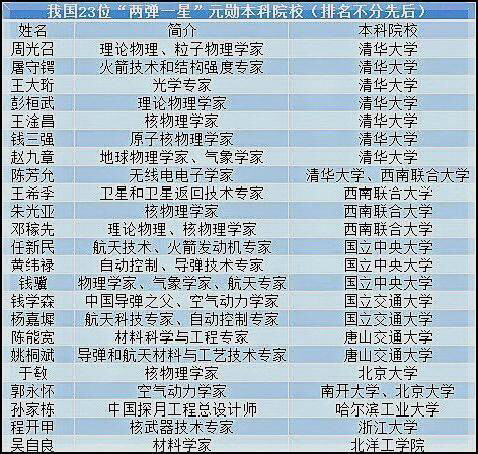 我国23位“两弹一星”元勋本科院校（排名不分先后）
姓名 简介 本科院校
周光召 理论物理、粒子物理学家 清华大学
屠守锷 火箭技术和结构强度专家 清华大学
王大珩 光学专家 清华大学
彭桓武 理论物理学家 清华大学
王淦昌 核物理学家 清华大学
钱三强 原子核物理学家 清华大学
赵九章 地球物理学家、气象学家 清华大学
陈芳允 无线电电子学家 清华大学、西南联合大学
王希季 卫星和卫星返回技术专家 西南联合大学
朱光亚 核物理学家 西南联合大学
邓稼先 理论物理、核物理学家 西南联合大学
任新民 航天技术、火箭发动机专家 国立中央大学
黄纬禄 自动控制、导弹技术专家 国立中央大学
钱骥 物理学家、气象学家、航天专家 国立中央大学
钱学森 中国导弹之父、空气动力学家 国立交通大学
杨嘉墀 航天科技专家、自动控制专家 国立交通大学
陈能宽 材料科学与工程专家 唐山交通大学
姚桐斌 导弹和航天材料与工艺技术专家 唐山交通大学
于敏 核物理学家 北京大学
郭永怀 空气动力学家 南开大学、北京大学
孙家栋 中国探月工程总设计师 哈尔滨工业大学
程开甲 核武器技术专家 浙江大学
吴自良 材料学家 北洋工学院